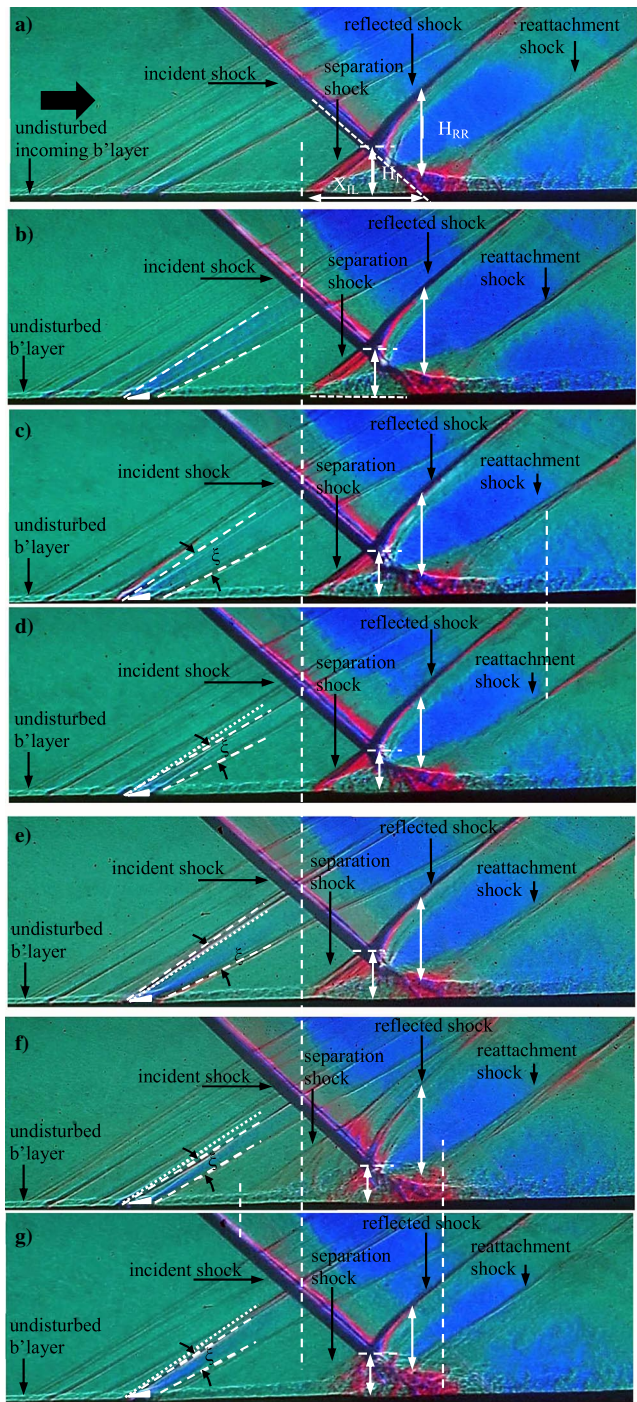 a)
reflected shock
reattachment
shock
separation
shock
incident shock
undisturbed
incoming b'layer
H_RR
H_I
X_IL
b)
reflected shock
incident shock
separation
shock
reattachment
shock
undisturbed
b'layer
c)
reflected shock
incident shock
separation
shock
reattachment
shock
undisturbed
b'layer
ξ
d)
reflected shock
incident shock
separation
shock
reattachment
shock
undisturbed
b'layer
ξ
e)
reflected shock
separation
shock
incident shock
reattachment
shock
undisturbed
b'layer
ξ
f)
reflected shock
separation
shock
reattachment
shock
incident shock
undisturbed
b'layer
ξ
g)
reflected shock
separation
shock
reattachment
shock
incident shock
undisturbed
b'layer
ξ